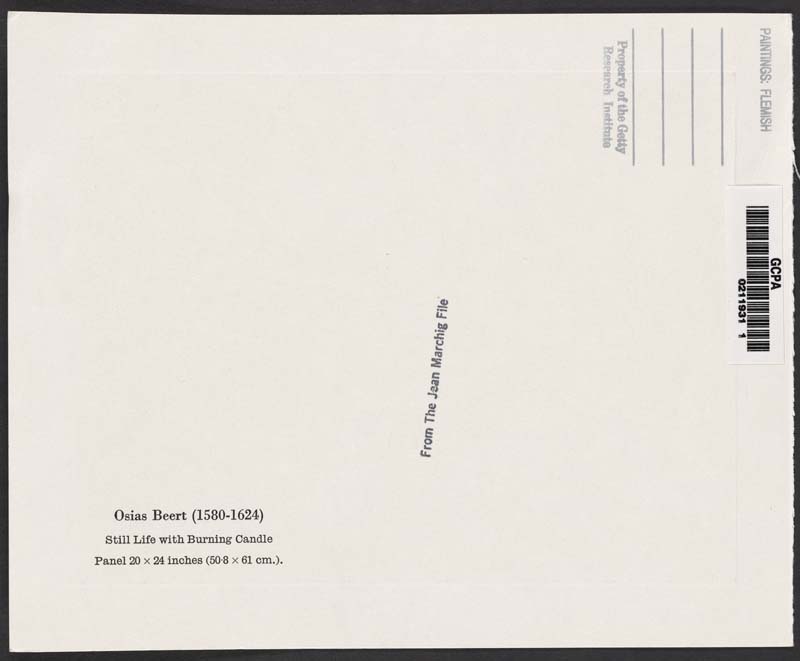 PAINTINGS: FLEMISH
Property of the Getty
Research Institute
GCPA
0211931 1
From The Jean Marchig File
Osias Beert (1580-1624)
Still Life with Burning Candle
Panel 20 × 24 inches (50·8 × 61 cm.).